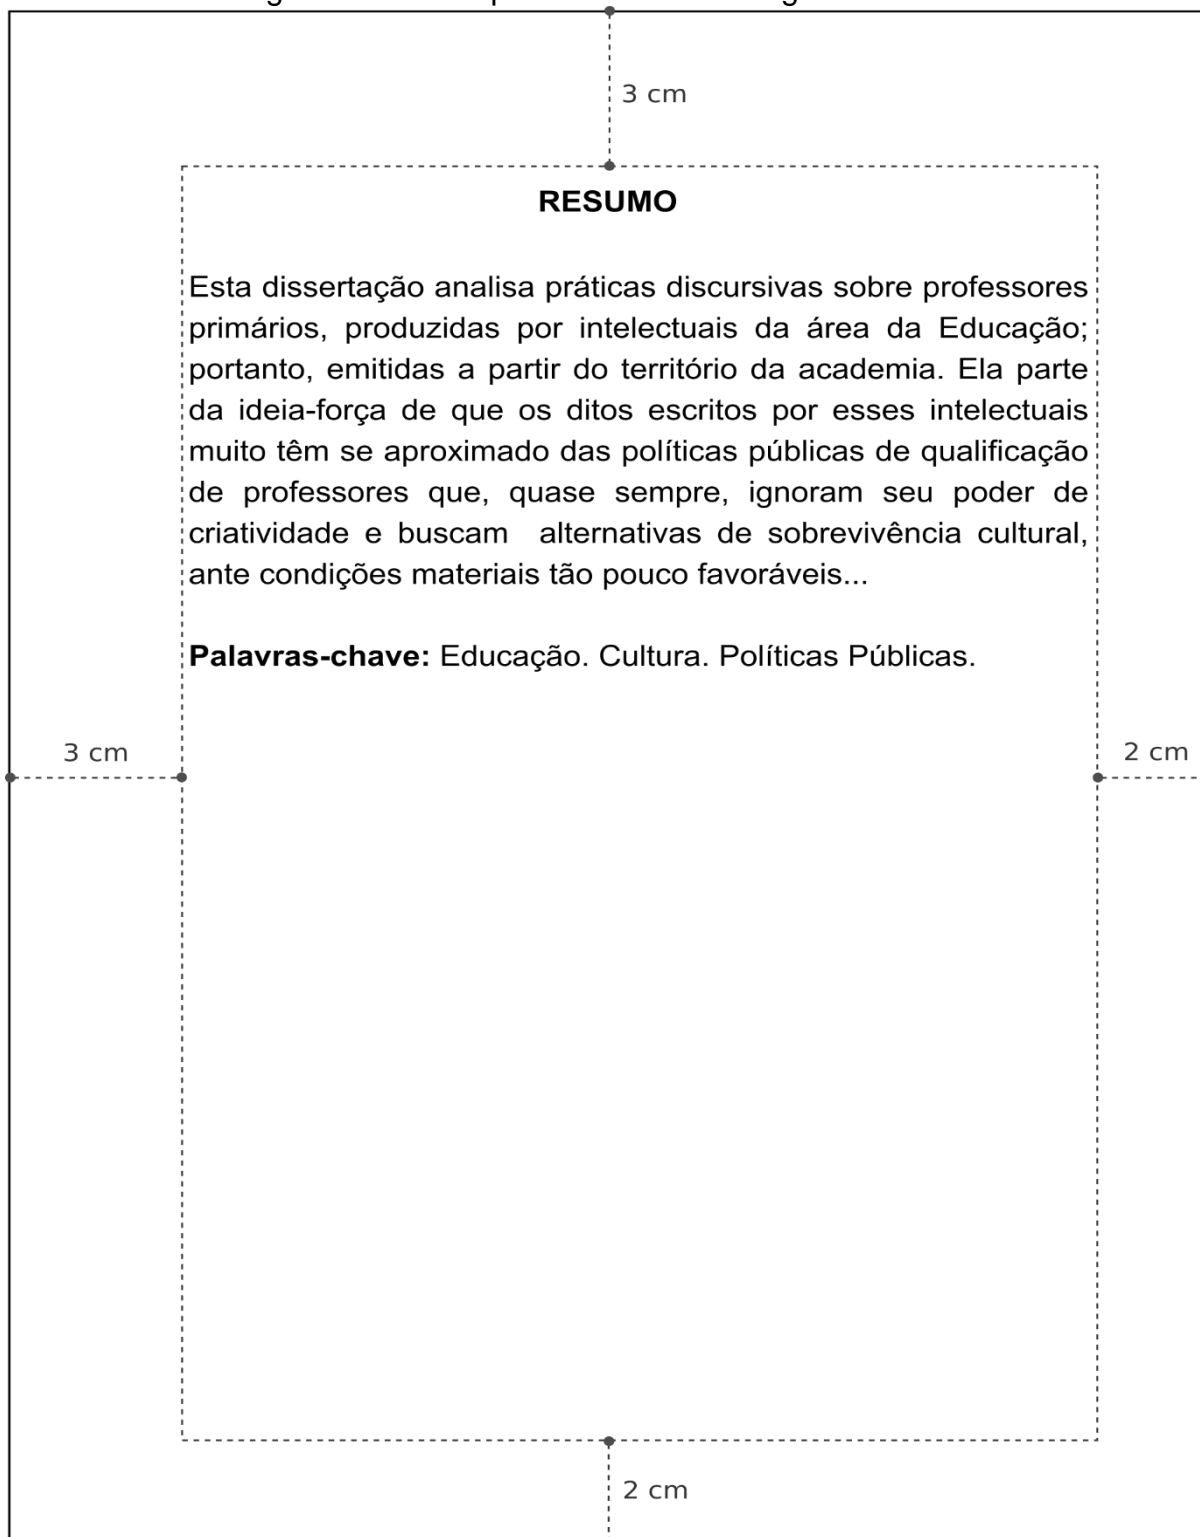 3 cm
RESUMO
Esta dissertação analisa práticas discursivas sobre professores
primários, produzidas por intelectuais da área da Educação;
portanto, emitidas a partir do território da academia. Ela parte
da ideia-força de que os ditos escritos por esses intelectuais
muito têm se aproximado das políticas públicas de qualificação
de professores que, quase sempre, ignoram seu poder de
criatividade e buscam  alternativas de sobrevivência cultural,
ante condições materiais tão pouco favoráveis...
Palavras-chave: Educação. Cultura. Políticas Públicas.
3 cm
2 cm
2 cm